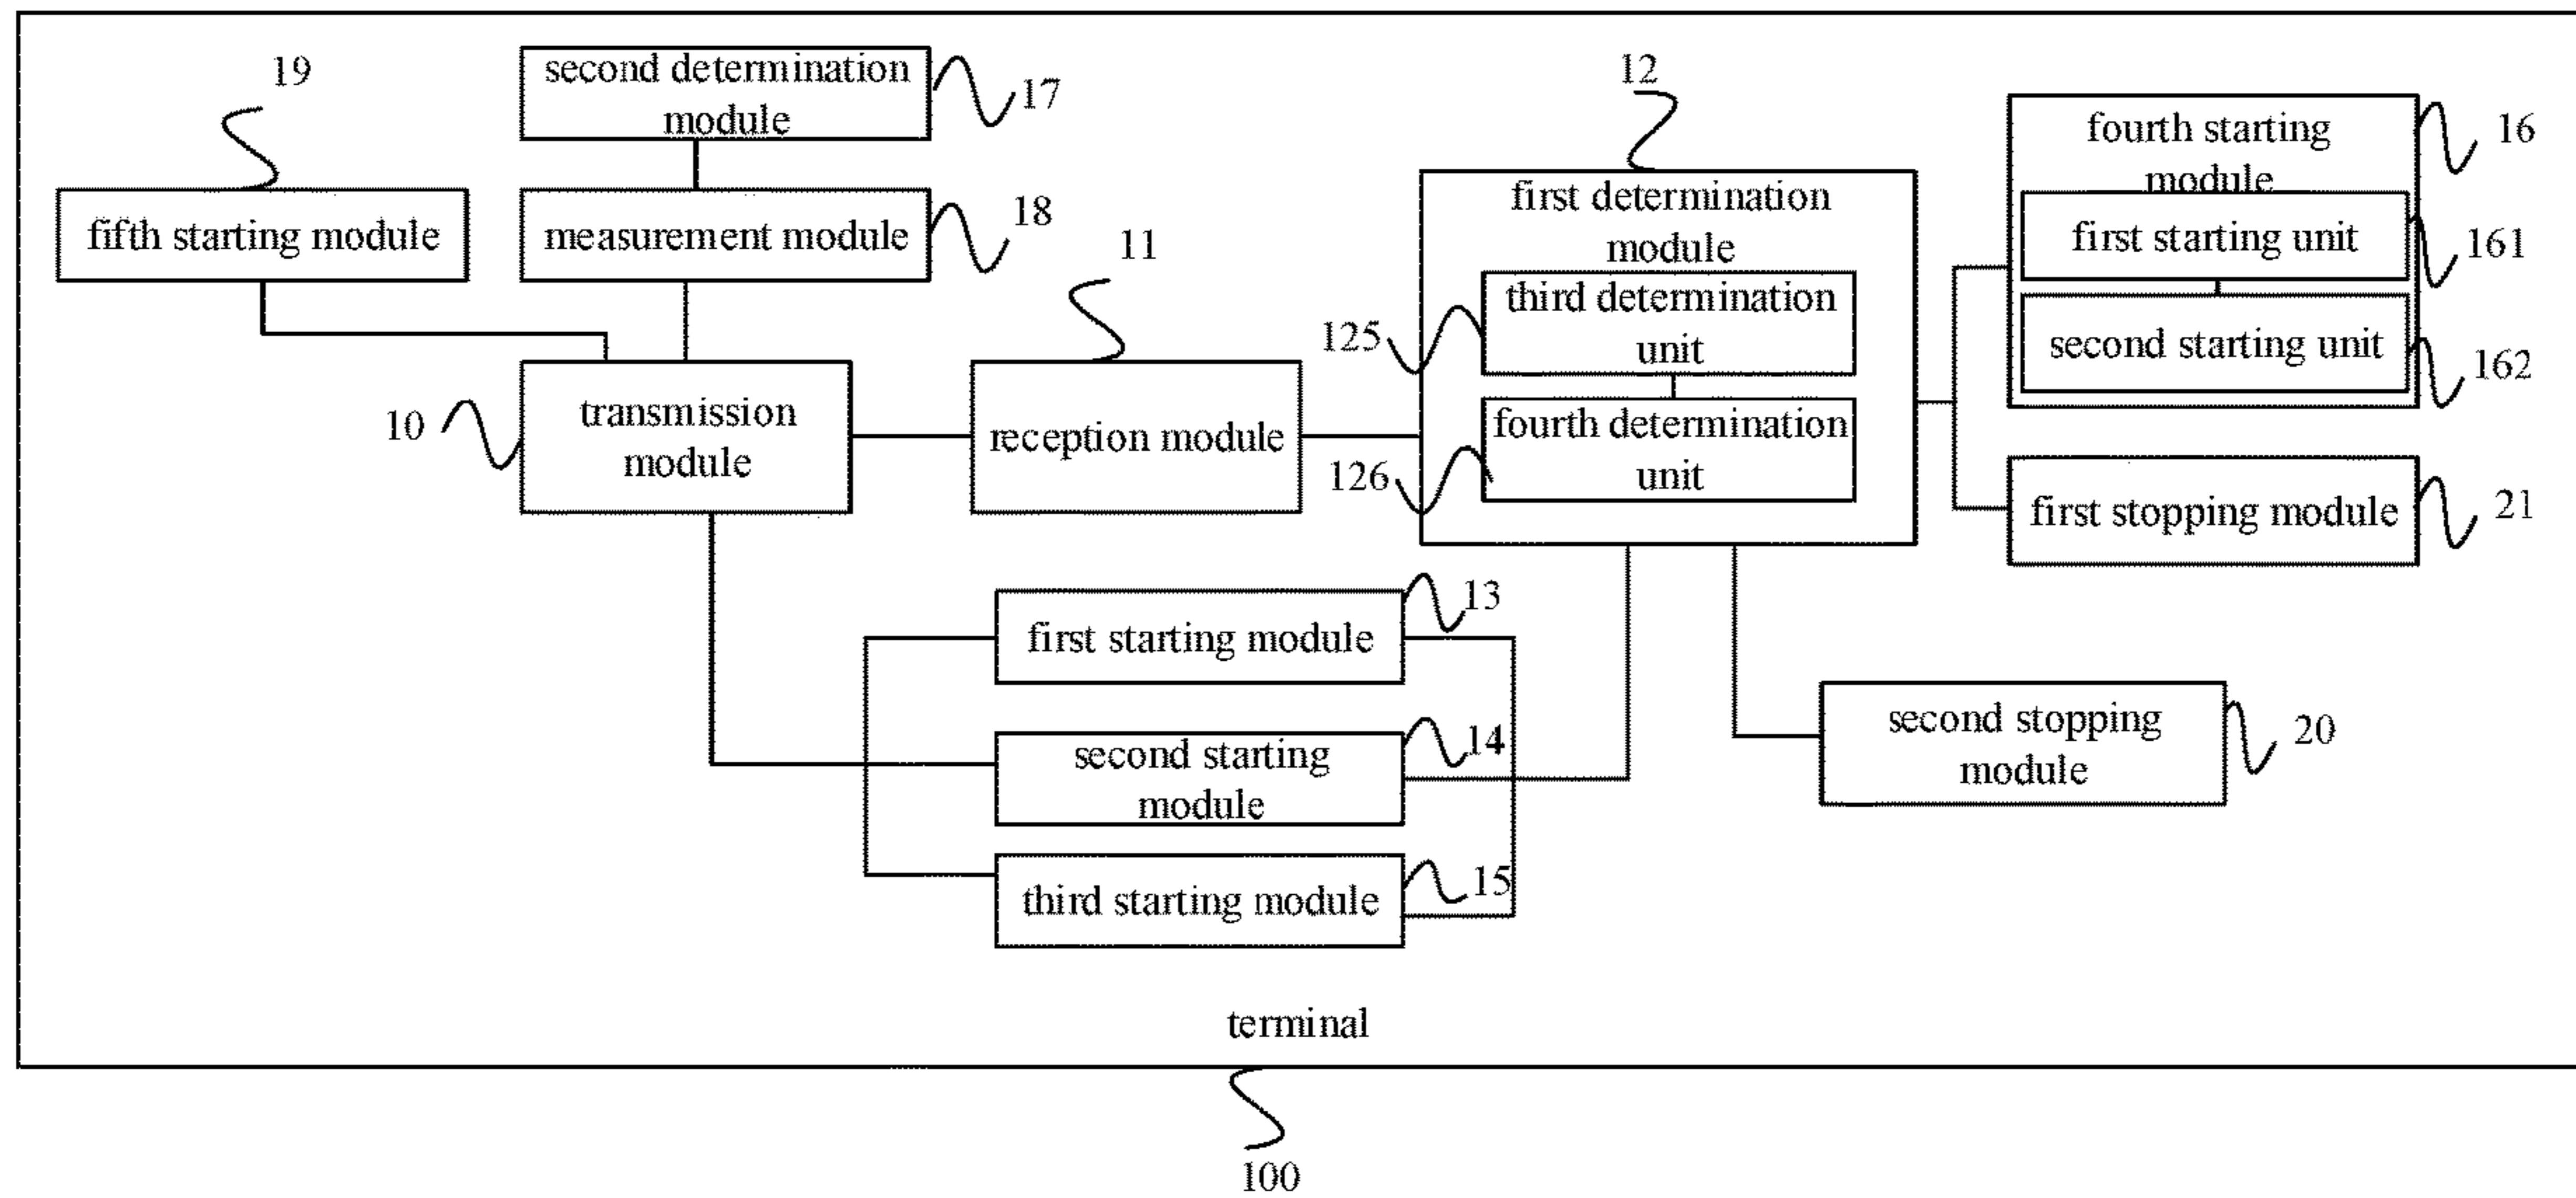 19
second determination
module
17
12
fourth starting
module
16
fifth starting module
measurement module
18
11
first determination
module
first starting unit
161
third determination
unit
125
second starting unit
162
10
transmission
module
reception module
fourth determination
unit
126
first stopping module
21
first starting module
13
second starting
module
14
second stopping
module
20
third starting module
15
terminal
100